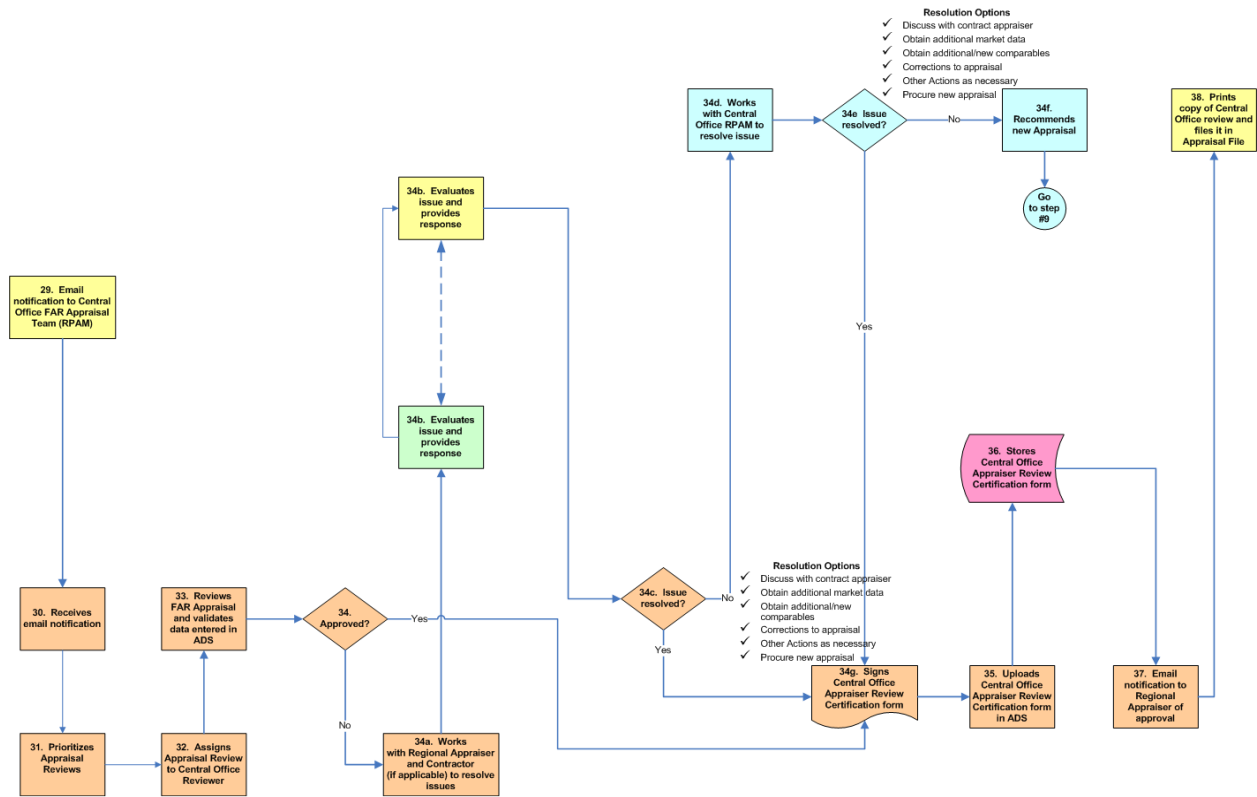 Resolution Options
✓ Discuss with contract appraiser
✓ Obtain additional market data
✓ Obtain additional/new comparables
✓ Corrections to appraisal
✓ Other Actions as necessary
✓ Procure new appraisal
34d. Works
with Central
Office RPAM to
resolve issue
34e Issue
resolved?
No
34f.
Recommends
new Appraisal
38. Prints
copy of Central
Office review and
files it in
Appraisal File
34b. Evaluates
issue and
provides
response
Go
to step
#9
29. Email
notification to Central
Office FAR Appraisal
Team (RPAM)
Yes
34b. Evaluates
issue and
provides
response
36. Stores
Central Office
Appraiser Review
Certification form
30. Receives
email notification
33. Reviews
FAR Appraisal
and validates
data entered in
ADS
34.
Approved?
Yes
34c. Issue
resolved?
No
Yes
Resolution Options
✓ Discuss with contract appraiser
✓ Obtain additional market data
✓ Obtain additional/new
comparables
✓ Corrections to appraisal
✓ Other Actions as necessary
✓ Procure new appraisal
34g. Signs
Central Office
Appraiser Review
Certification form
35. Uploads
Central Office
Appraiser Review
Certification form
in ADS
37. Email
notification to
Regional
Appraiser of
approval
No
31. Prioritizes
Appraisal
Reviews
32. Assigns
Appraisal Review
to Central Office
Reviewer
34a. Works
with Regional Appraiser
and Contractor
(if applicable) to resolve
issues